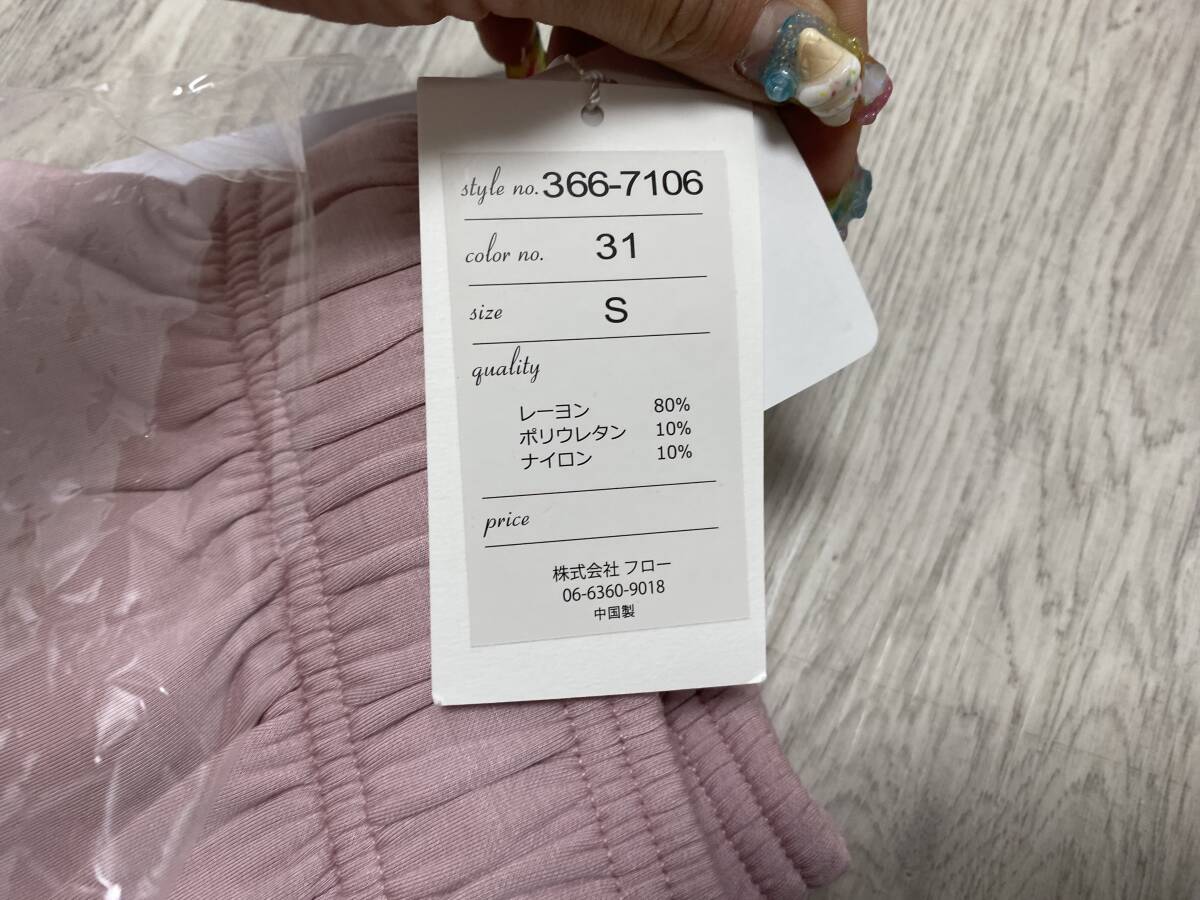 style no. 366-7106
color no. 31
size S
quality
レーヨン 80%
ポリウレタン 10%
ナイロン 10%
price
株式会社 フロー
06-6360-9018
中国製